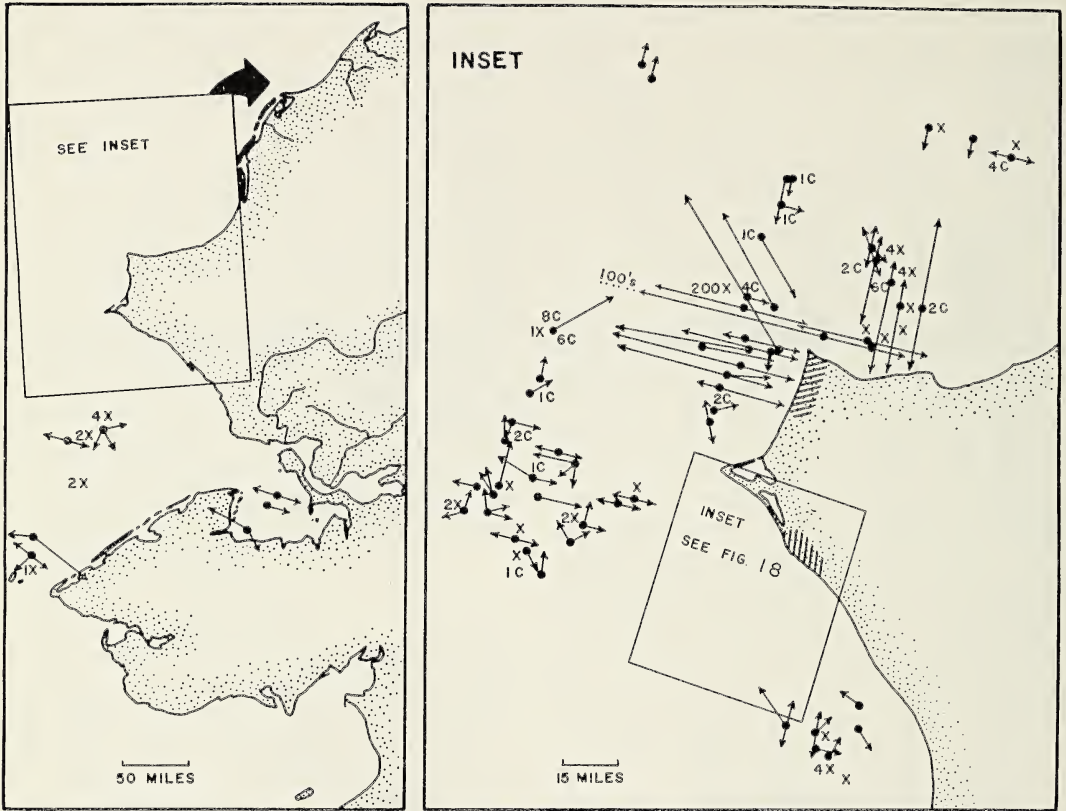 SEE INSET
4X
2X
2X
1X
50 MILES
INSET
X
X
4C
1C
1C
1C
4X
2C
4X
6C
100's
200X
4C
X
2C
8C
1X
6C
X
X
X
1C
2C
2C
1C
X
2X
X
2X
X
X
1C
INSET
SEE FIG. 18
X
4X
X
15 MILES